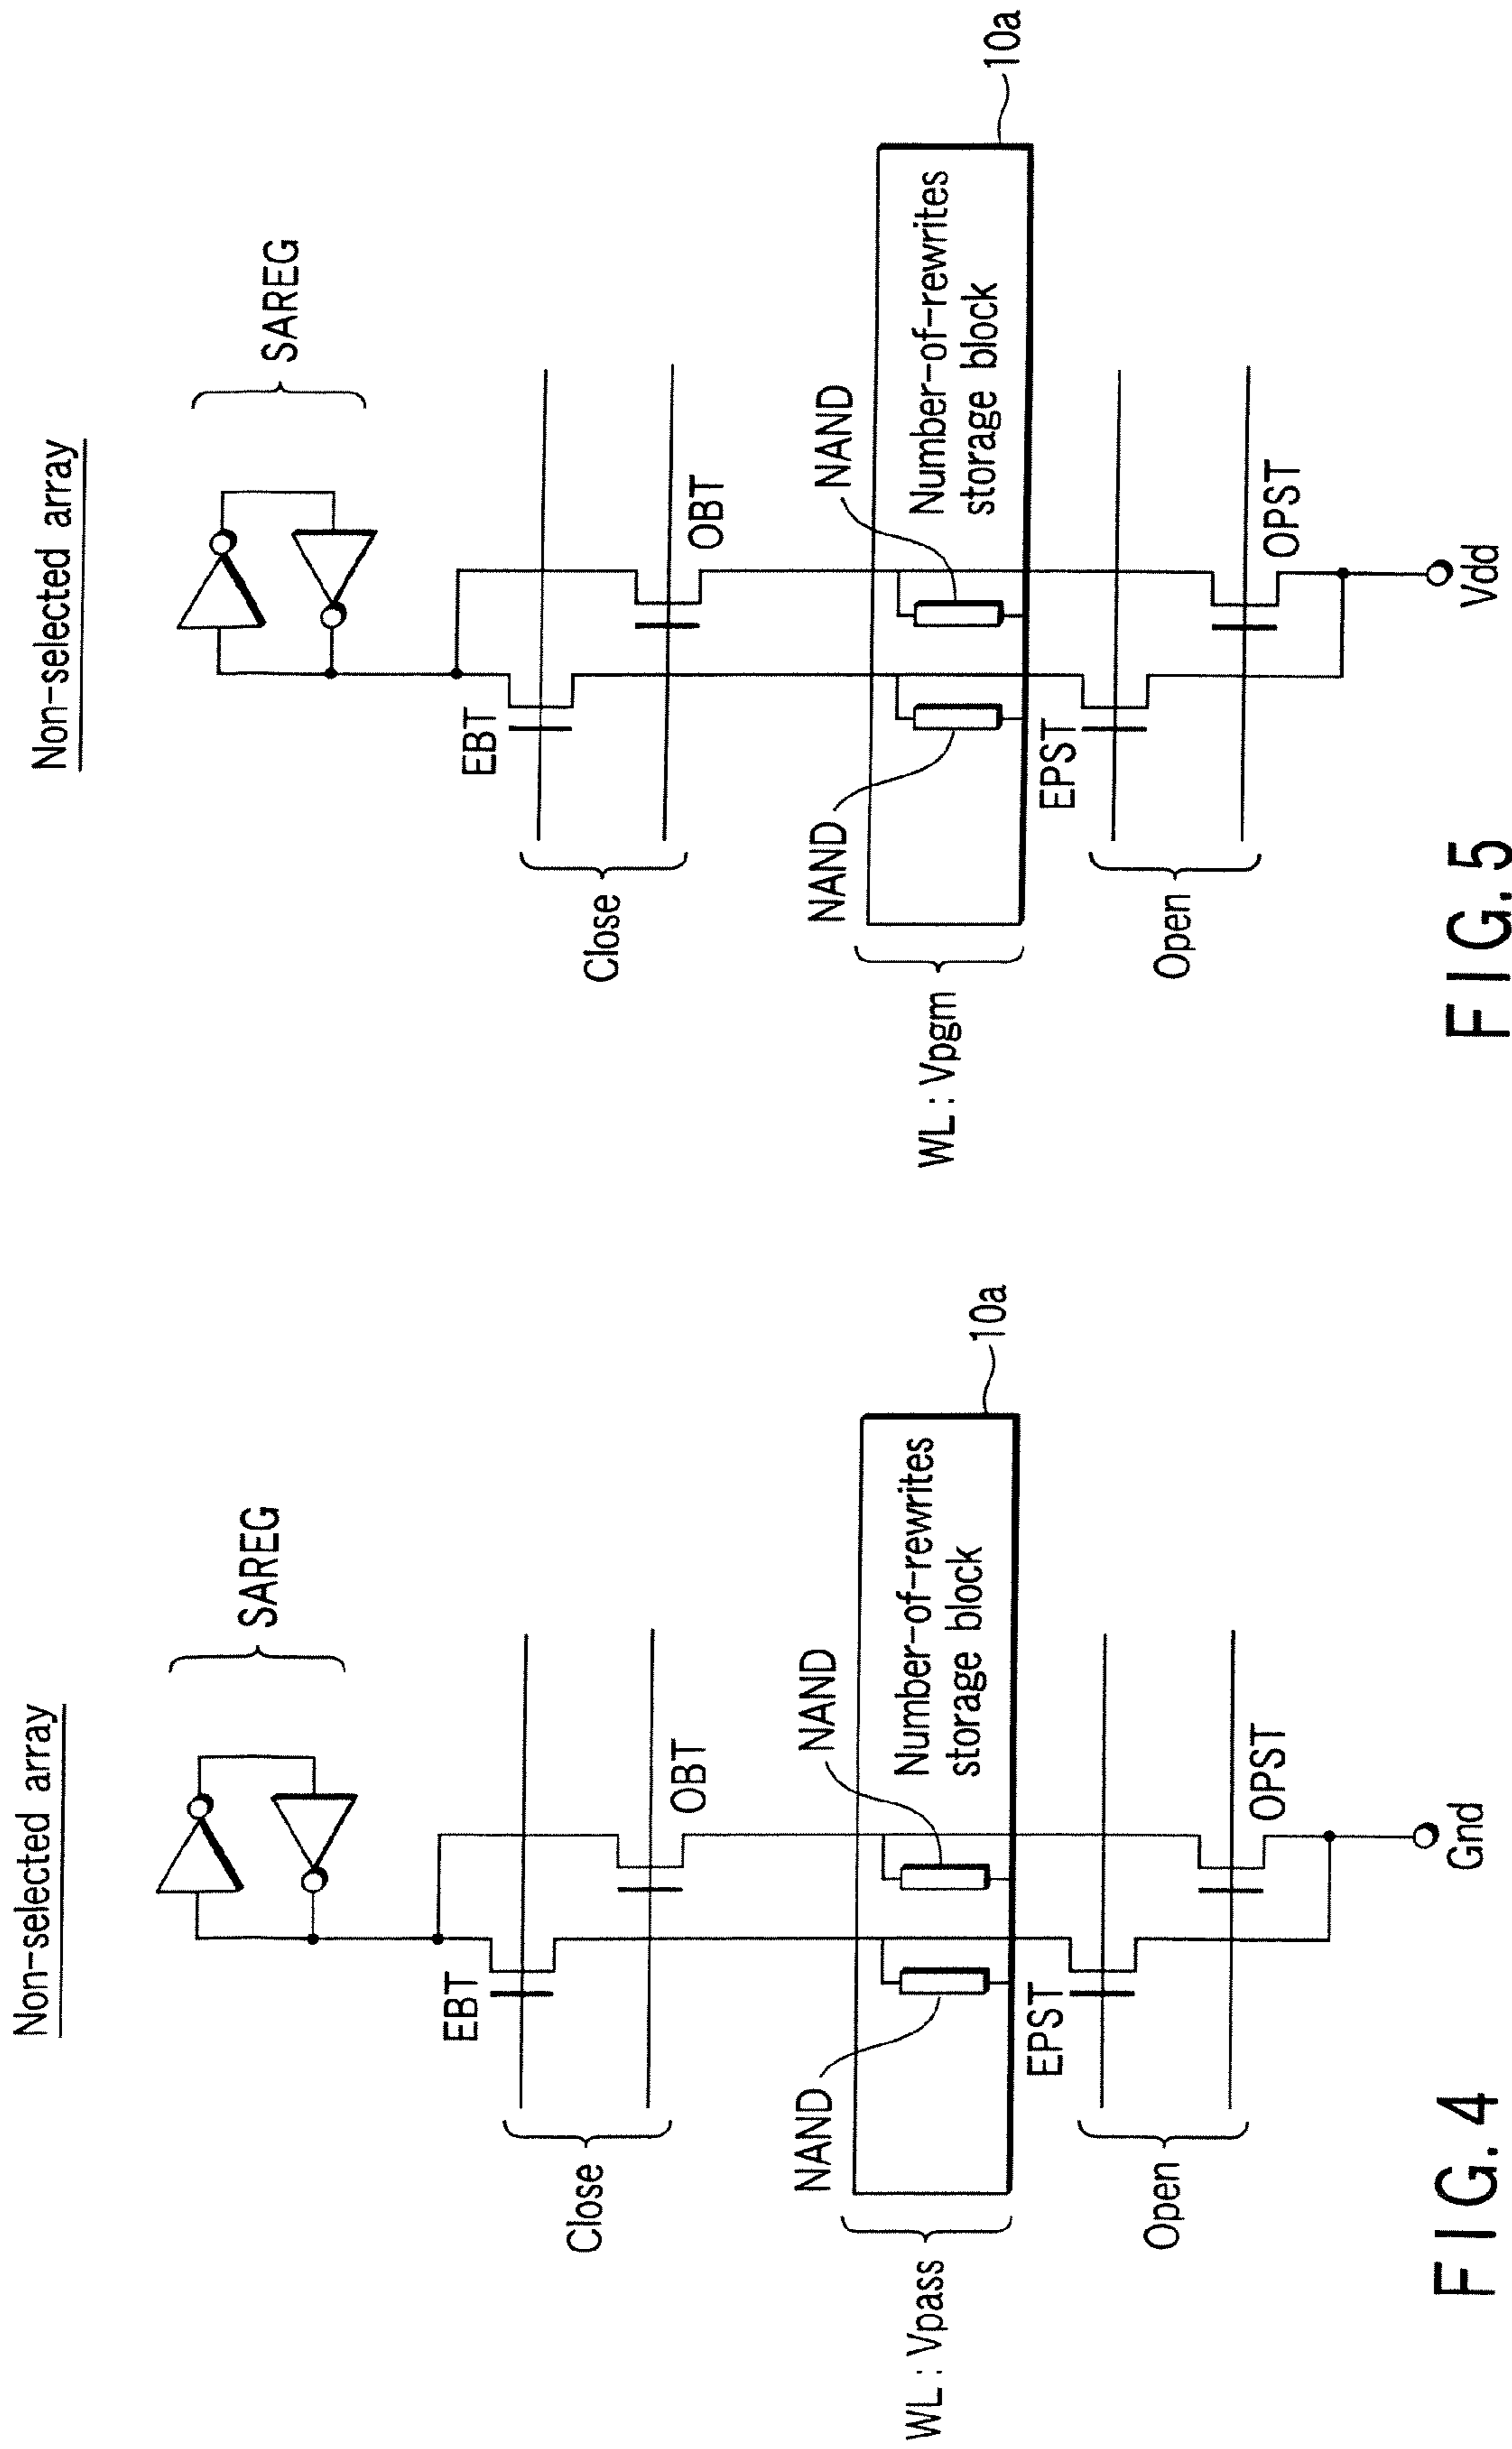 Non-selected array
SAREG
EBT
OBT
Close
NAND
NAND
Number-of-rewrites
storage block
10a
WL : Vpass
EPST
OPST
Open
Gnd
FIG. 4
Non-selected array
SAREG
EBT
OBT
Close
NAND
NAND
Number-of-rewrites
storage block
10a
WL : Vpgm
EPST
OPST
Open
Vdd
FIG. 5